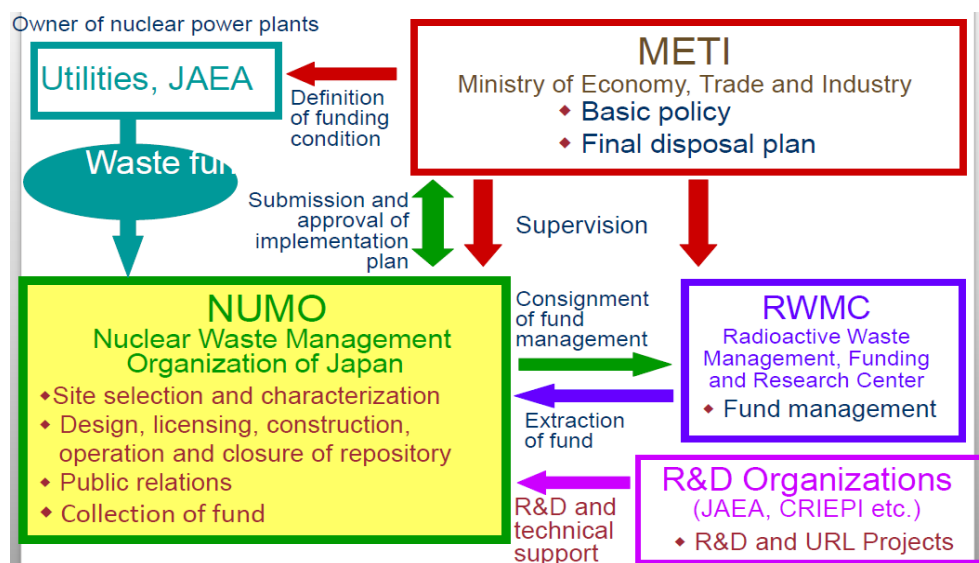 Owner of nuclear power plants
Utilities, JAEA
Definition
of funding
condition
METI
Ministry of Economy, Trade and Industry
◆ Basic policy
◆ Final disposal plan
Waste fun
Submission and
approval of
implementation
plan
Supervision
NUMO
Nuclear Waste Management
Organization of Japan
◆Site selection and characterization
◆ Design, licensing, construction,
operation and closure of repository
◆ Public relations
◆ Collection of fund
Consignment
of fund
management
Extraction
of fund
RWMC
Radioactive Waste
Management, Funding
and Research Center
◆ Fund management
R&D and
technical
support
R&D Organizations
(JAEA, CRIEPI etc.)
◆ R&D and URL Projects